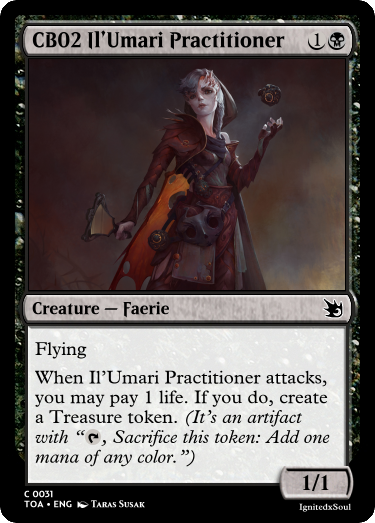 CB02 Il'Umari Practitioner 1
Creature — Faerie
Flying
When Il'Umari Practitioner attacks,
you may pay 1 life. If you do, create
a Treasure token. (It's an artifact
with “, Sacrifice this token: Add one
mana of any color.”)
1/1
C 0031
TOA • ENG Taras Susak
IgnitedxSoul